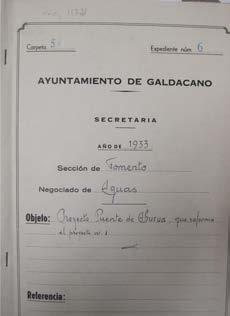 Carpeta 5 Expediente núm 6
AYUNTAMIENTO DE GALDACANO
SECRETARIA
AÑO DE 1933
Sección de Fomento
Negociado de Aguas
Objeto: Proyecto Puente de que reforma
el proyecto nº 1
Referencia: